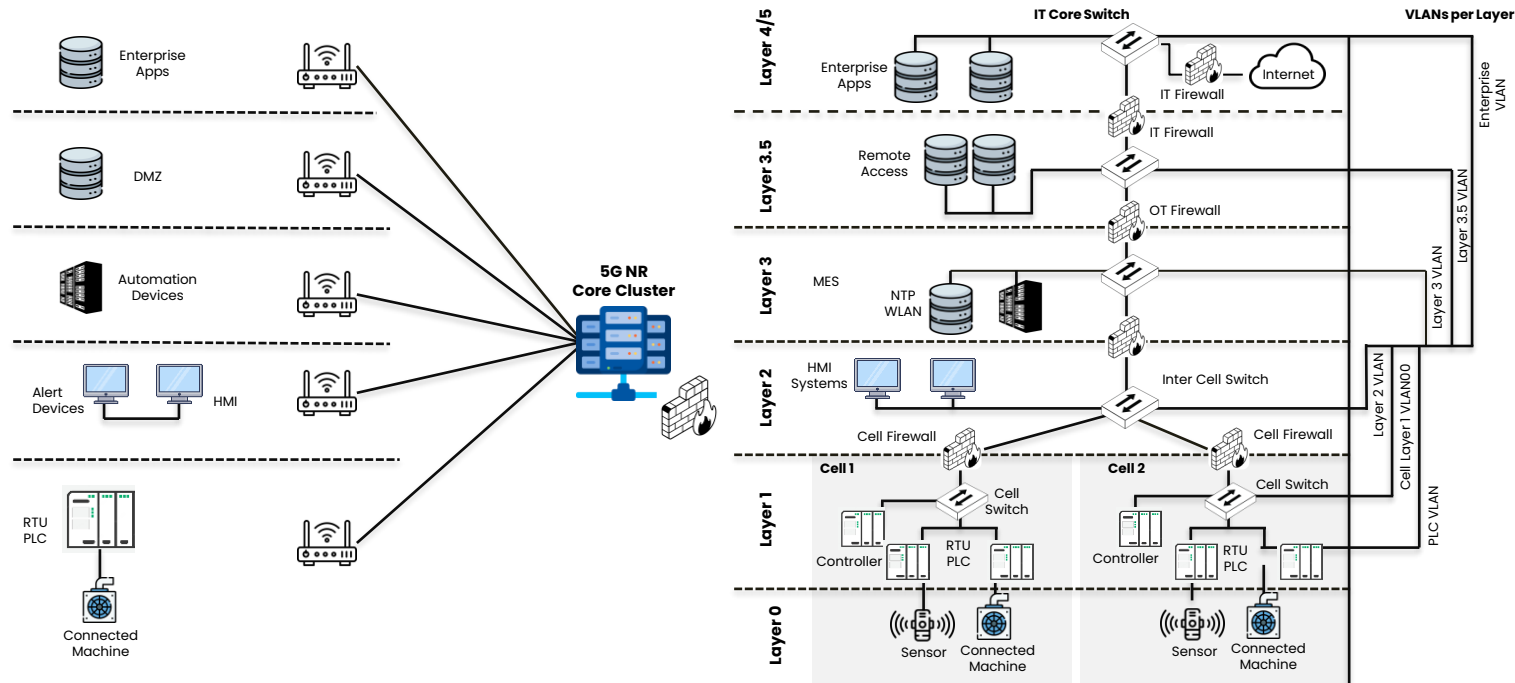 Enterprise
Apps
DMZ
Automation
Devices
Alert
Devices
HMI
RTU
PLC
Connected
Machine
5G NR
Core Cluster
IT Core Switch
VLANs per Layer
Layer 4/5
Enterprise
Apps
IT Firewall
Internet
Enterprise
VLAN
IT Firewall
Layer 3.5
Remote
Access
OT Firewall
Layer 3.5 VLAN
Layer 3
MES
NTP
WLAN
Layer 3 VLAN
Layer 2
HMI
Systems
Inter Cell Switch
Layer 2 VLAN
Cell Layer 1 VLAN00
Cell Firewall
Cell Firewall
Layer 1
Cell 1
Cell
Switch
Controller
RTU
PLC
Cell 2
Cell Switch
Controller
RTU
PLC
PLC VLAN
Layer 0
Sensor
Connected
Machine
Sensor
Connected
Machine